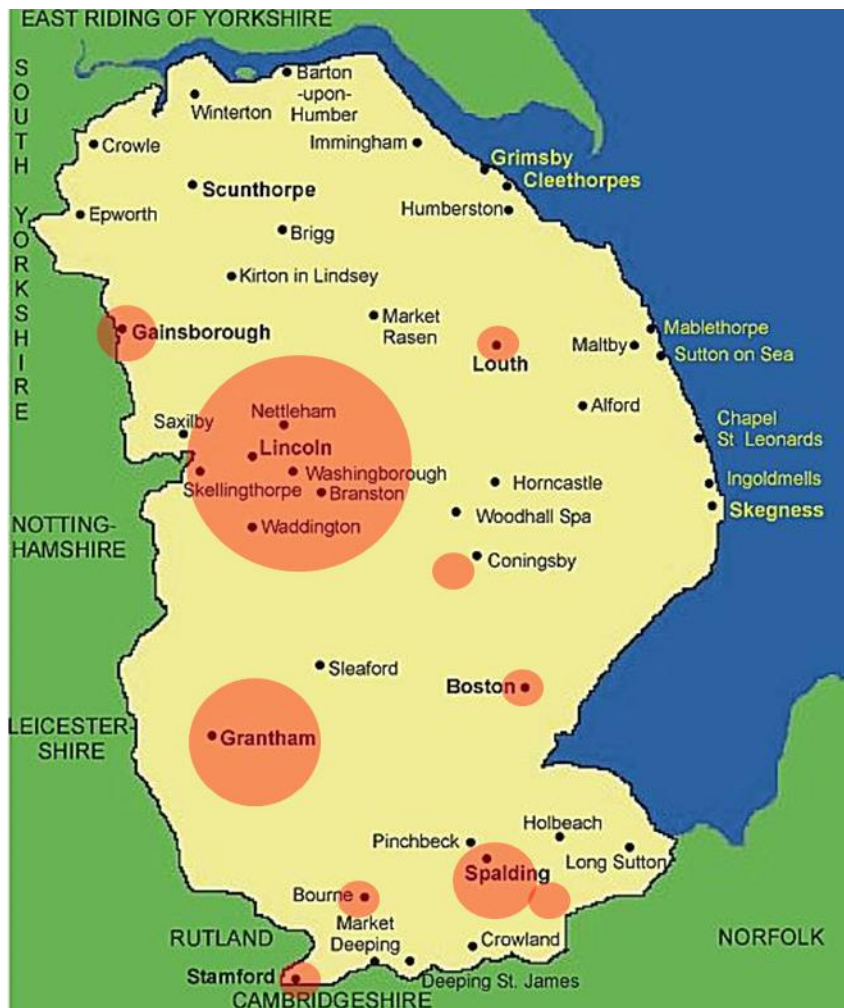 EAST RIDING OF YORKSHIRE
SOUTH YORKSHIRE
Barton
-upon-
Humber
Winterton
Immingham
Crowle
Grimsby
Cleethorpes
Scunthorpe
Epworth
Humberston
Brigg
Kirton in Lindsey
Market
Rasen
Gainsborough
Mablethorpe
Maltby
Sutton on Sea
Louth
Alford
Nettleham
Saxilby
Chapel
St Leonards
Lincoln
Washingborough
Skellingthorpe
Branston
Horncastle
Ingoldmells
Skegness
Woodhall Spa
Waddington
NOTTING-
HAMSHIRE
Coningsby
Sleaford
Boston
LEICESTER-
SHIRE
Grantham
Holbeach
Pinchbeck
Long Sutton
Spalding
Bourne
Market
Deeping
RUTLAND
Crowland
NORFOLK
Stamford
Deeping St. James
CAMBRIDGESHIRE